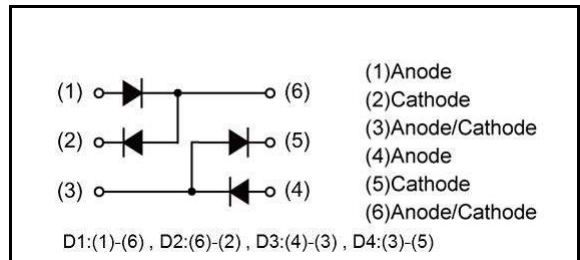 (1) (6)
(2) (5)
(3) (4)
(1)Anode
(2)Cathode
(3)Anode/Cathode
(4)Anode
(5)Cathode
(6)Anode/Cathode
D1:(1)-(6) , D2:(6)-(2) , D3:(4)-(3) , D4:(3)-(5)